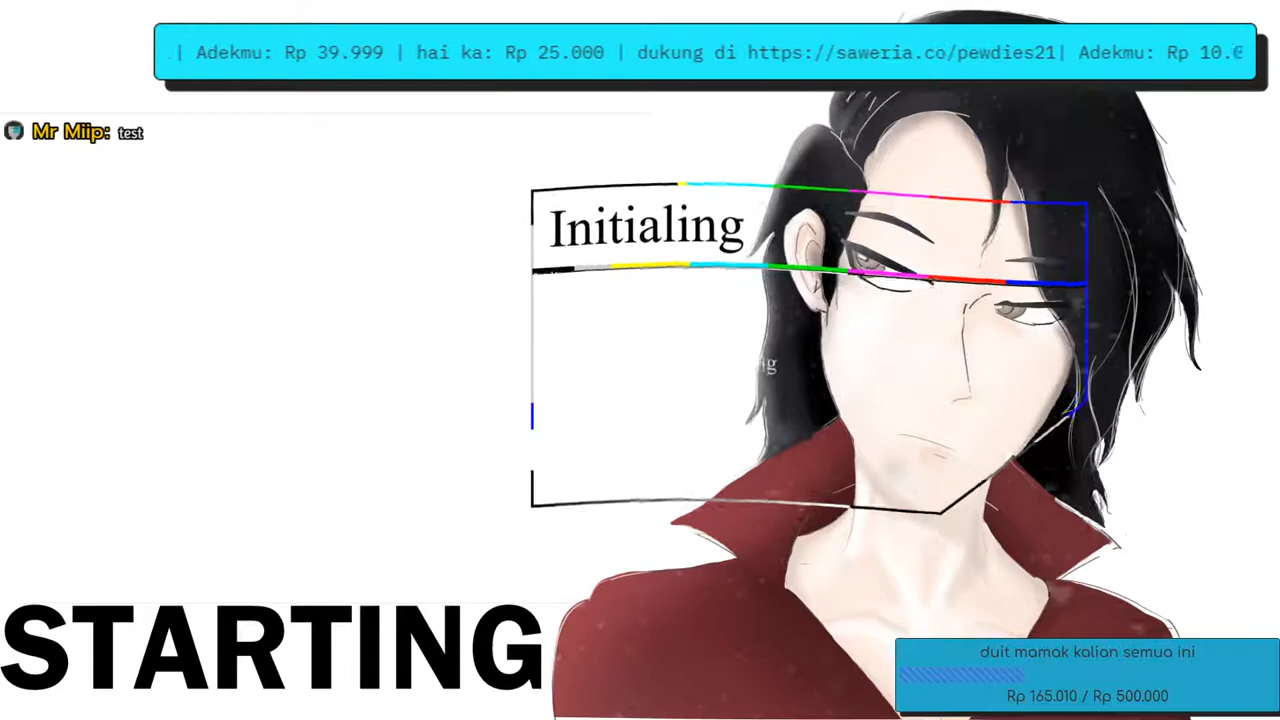 | Adekmu: Rp 39.999 | hai ka: Rp 25.000 | dukung di https://saweria.co/pewdies21| Adekmu: Rp 10.
Mr Miip: test
Initialing
STARTING
duit mamak kalian semua ini
Rp 165.010 / Rp 500.000